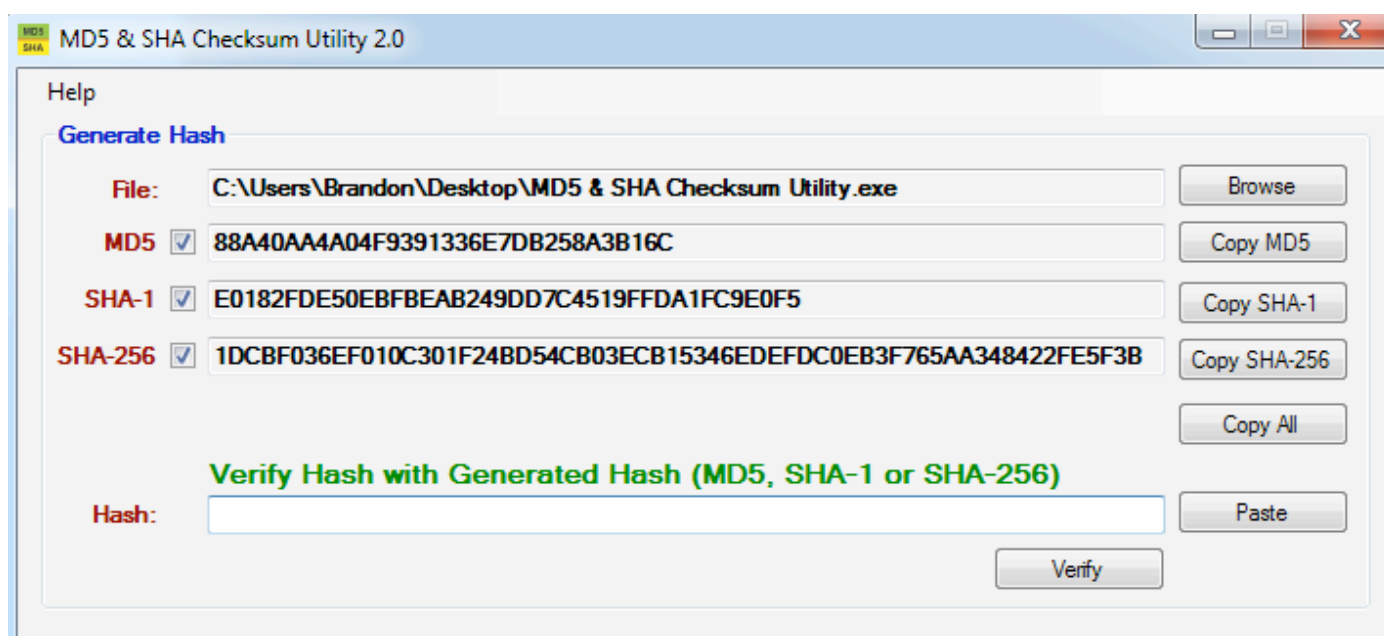 MD5
SHA
MD5 & SHA Checksum Utility 2.0
Help
Generate Hash
File: C:\Users\Brandon\Desktop\MD5 & SHA Checksum Utility.exe Browse
MD5 88A40AA4A04F9391336E7DB258A3B16C Copy MD5
SHA-1 E0182FDE50EBFBEAB249DD7C4519FFDA1FC9E0F5 Copy SHA-1
SHA-256 1DCBF036EF010C301F24BD54CB03ECB15346EDEFDC0EB3F765AA348422FE5F3B Copy SHA-256
Copy All
Verify Hash with Generated Hash (MD5, SHA-1 or SHA-256)
Hash: Paste
Verify